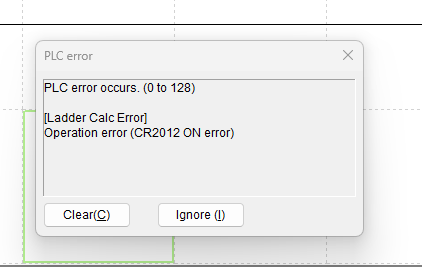 PLC error
PLC error occurs. (0 to 128)
[Ladder Calc Error]
Operation error (CR2012 ON error)
Clear(C)
Ignore (I)